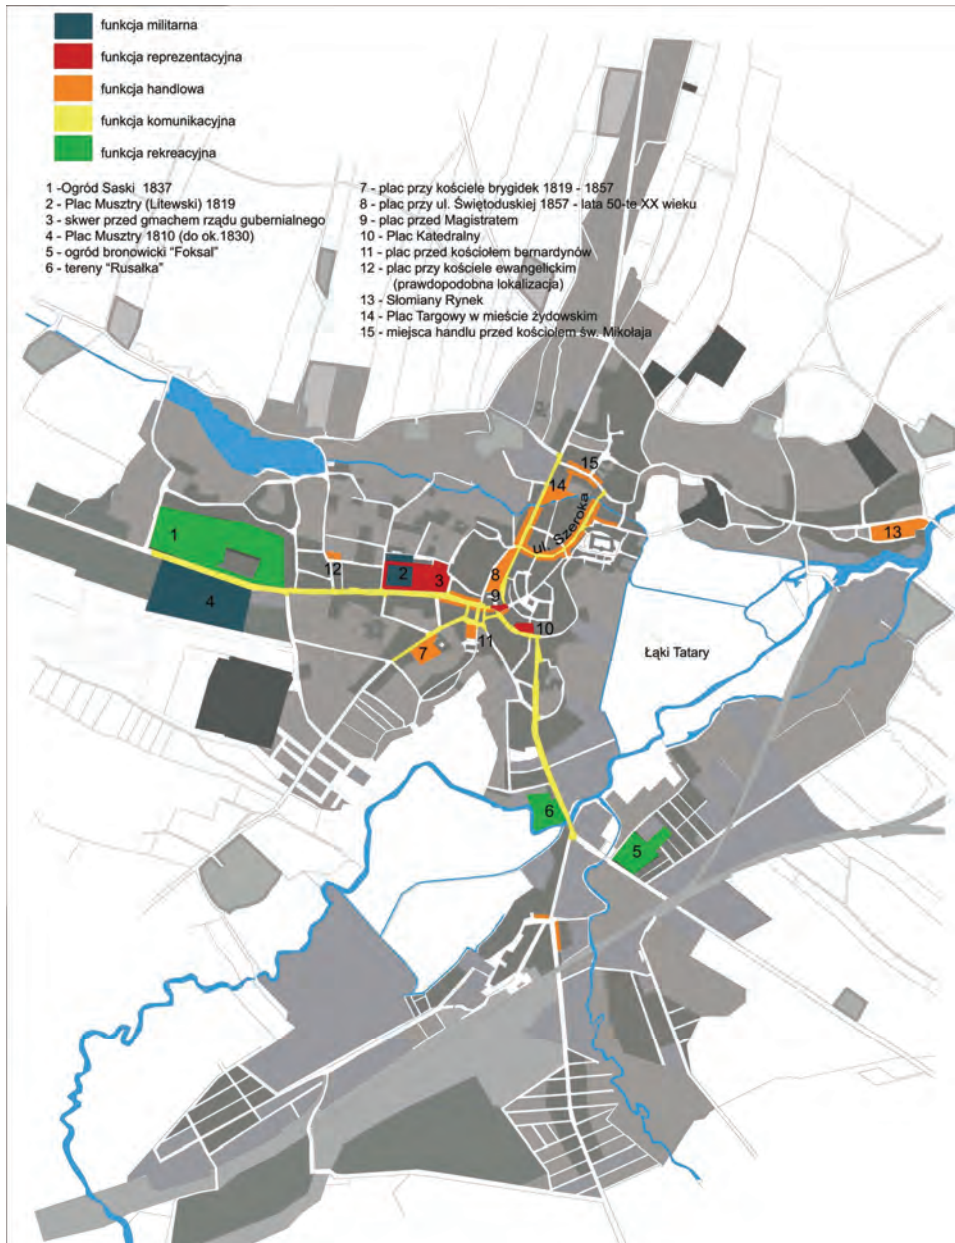 funkcja militarna
funkcja reprezentacyjna
funkcja handlowa
funkcja komunikacyjna
funkcja rekreacyjna
1 -Ogród Saski 1837
2 - Plac Musztry (Litewski) 1819
3 - skwer przed gmachem rządu gubernialnego
4 - Plac Musztry 1810 (do ok.1830)
5 - ogród bronowicki "Foksal"
6 - tereny "Rusałka"
7 - plac przy kościele brygidek 1819 - 1857
8 - plac przy ul. Świętoduskiej 1857 - lata 50-te XX wieku
9 - plac przed Magistratem
10 - Plac Katedralny
11 - plac przed kościołem bernardynów
12 - plac przy kościele ewangelickim
(prawdopodobna lokalizacja)
13 - Słomiany Rynek
14 - Plac Targowy w mieście żydowskim
15 - miejsca handlu przed kościołem św. Mikołaja
15
14
ul. Szeroka
13
1
12
2
3
8
9
4
10
11
7
Łąki Tatary
6
5